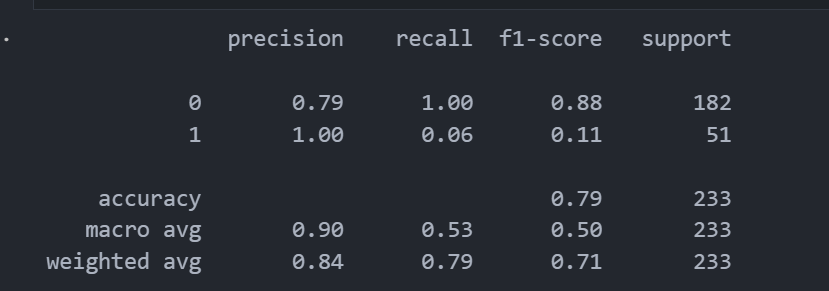 precision recall f1-score support
0 0.79 1.00 0.88 182
1 1.00 0.06 0.11 51
accuracy 0.79 233
macro avg 0.90 0.53 0.50 233
weighted avg 0.84 0.79 0.71 233